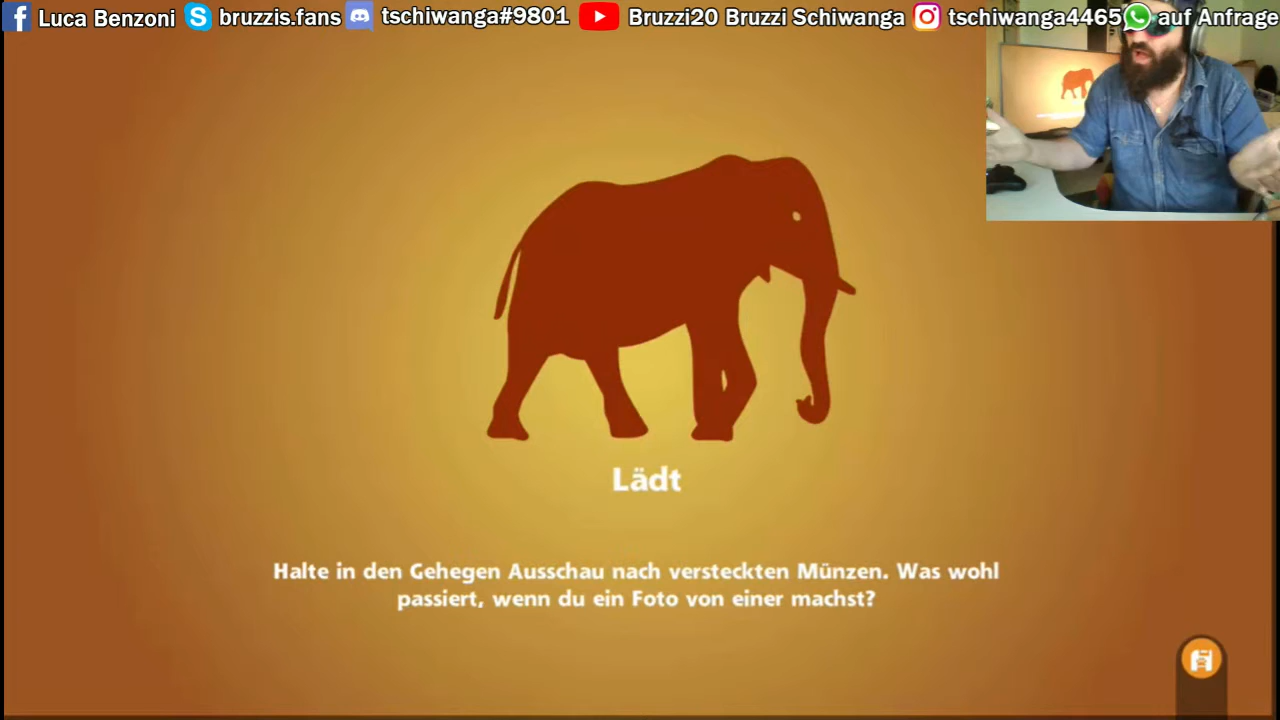 Luca Benzoni bruzzis.fans tschiwanga#9801 Bruzzi20 Bruzzi Schiwanga tschiwanga4465 auf Anfrage
Lädt
Halte in den Gehegen Ausschau nach versteckten Münzen. Was wohl
passiert, wenn du ein Foto von einer machst?